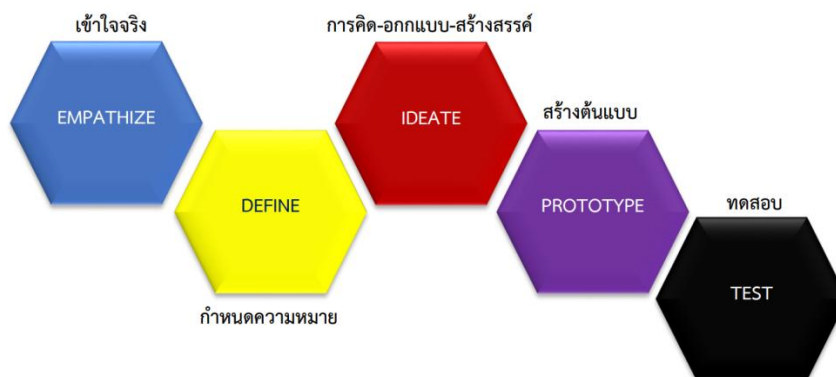 เข้าใจจริง
EMPATHIZE
DEFINE
กำหนดความหมาย
การคิด-อกกแบบ-สร้างสรรค์
IDEATE
สร้างต้นแบบ
PROTOTYPE
ทดสอบ
TEST